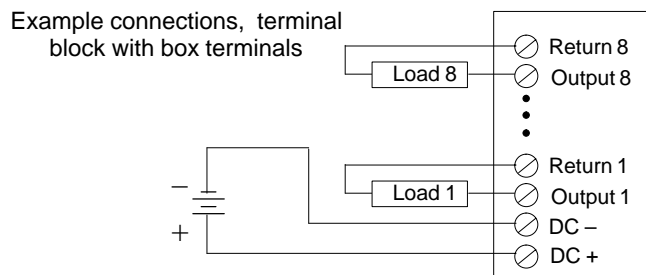 Example connections, terminal
block with box terminals
Return 8
Load 8
Output 8
Return 1
Load 1
Output 1
–
DC –
+
DC +